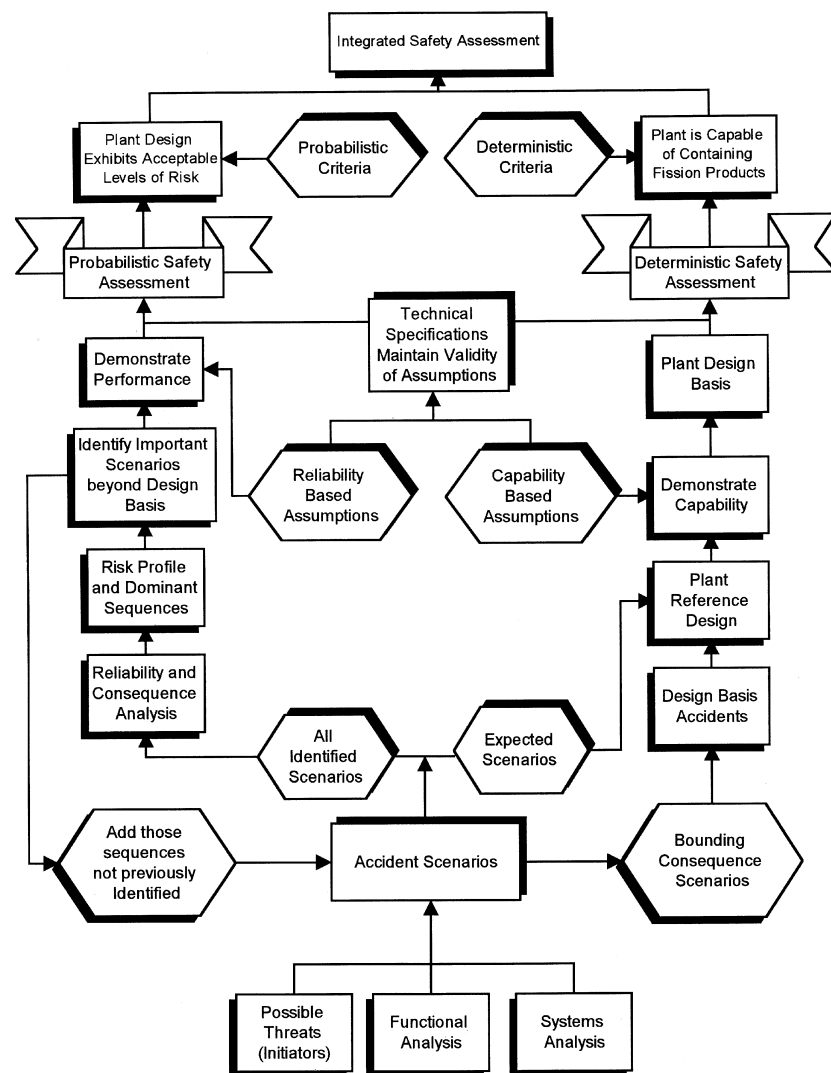 Integrated Safety Assessment
Plant Design
Exhibits Acceptable
Levels of Risk
Probabilistic
Criteria
Deterministic
Criteria
Plant is Capable
of Containing
Fission Products
Probabilistic Safety
Assessment
Deterministic Safety
Assessment
Technical
Specifications
Maintain Validity
of Assumptions
Demonstrate
Performance
Plant Design
Basis
Identify Important
Scenarios
beyond Design
Basis
Reliability
Based
Assumptions
Capability
Based
Assumptions
Demonstrate
Capability
Risk Profile
and Dominant
Sequences
Plant
Reference
Design
Reliability and
Consequence
Analysis
All
Identified
Scenarios
Expected
Scenarios
Design Basis
Accidents
Add those
sequences
not previously
Identified
Accident Scenarios
Bounding
Consequence
Scenarios
Possible
Threats
(Initiators)
Functional
Analysis
Systems
Analysis